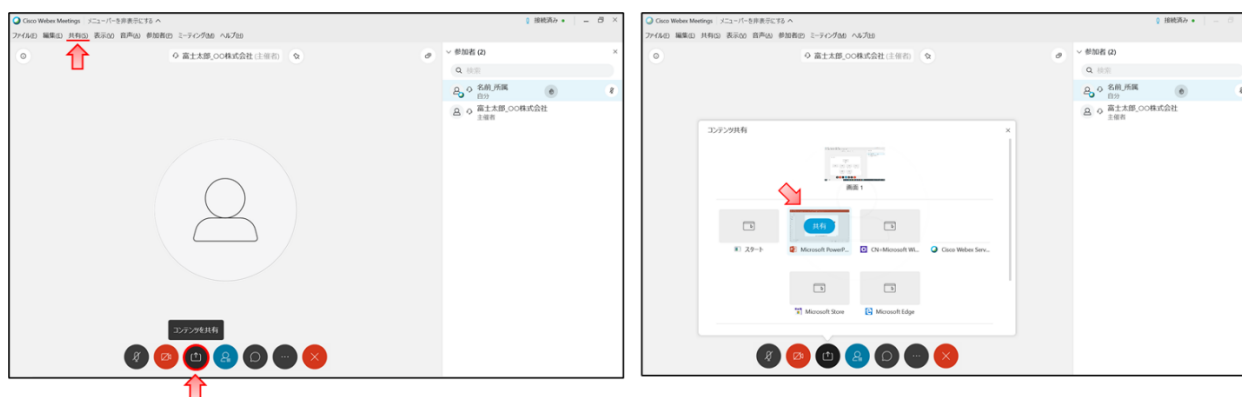 Cisco Webex Meetings メニューバーを非表示にする
接続済み
ファイル(F) 編集(E) 共有(S) 表示(V) 音声(A) 参加者(P) ミーティング(M) ヘルプ(H)
富士太郎_〇〇株式会社 (主催者)
参加者 (2)
検索
名前_所属
自分
富士太郎_〇〇株式会社
主催者
コンテンツを共有
Cisco Webex Meetings メニューバーを非表示にする
接続済み
ファイル(F) 編集(E) 共有(S) 表示(V) 音声(A) 参加者(P) ミーティング(M) ヘルプ(H)
富士太郎_〇〇株式会社 (主催者)
参加者 (2)
検索
名前_所属
自分
富士太郎_〇〇株式会社
主催者
コンテンツ共有
画面 1
共有
スタート
Microsoft PowerP...
CN=Microsoft Wi...
Cisco Webex Serv...
Microsoft Store
Microsoft Edge